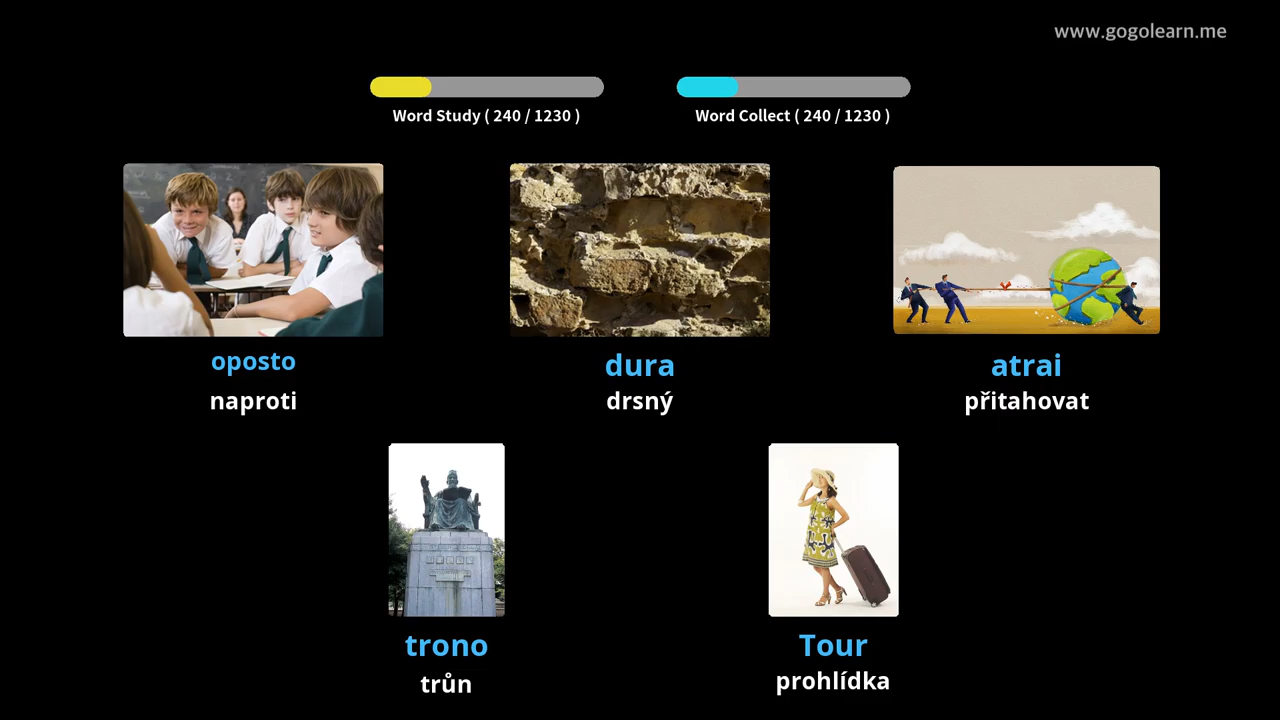 www.gogolearn.me
Word Study ( 240 / 1230 )
Word Collect ( 240 / 1230 )
oposto
naproti
dura
drsný
atrai
přitahovat
trono
trůn
Tour
prohlídka